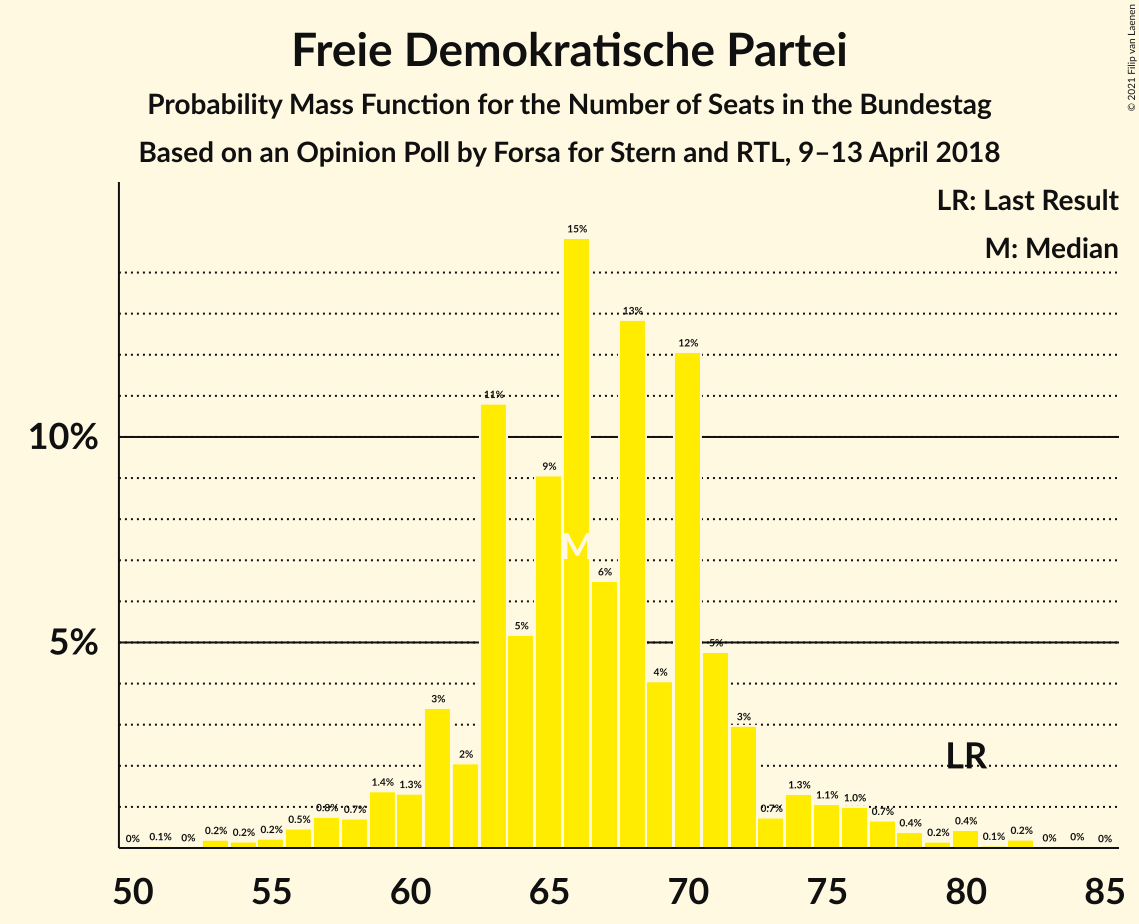 Freie Demokratische Partei
Probability Mass Function for the Number of Seats in the Bundestag
Based on an Opinion Poll by Forsa for Stern and RTL, 9–13 April 2018
© 2021 Filip van Laenen
LR: Last Result
M: Median
10%
5%
0% 0.1% 0% 0.2% 0.2% 0.2% 0.5% 0.8% 0.7% 1.4% 1.3% 3% 2% 11% 5% 9% 15% 6% 13% 4% 12% 5% 3% 0.7% 1.3% 1.1% 1.0% 0.7% 0.4% 0.2% 0.4% 0.1% 0.2% 0% 0% 0%
M
LR
50 55 60 65 70 75 80 85